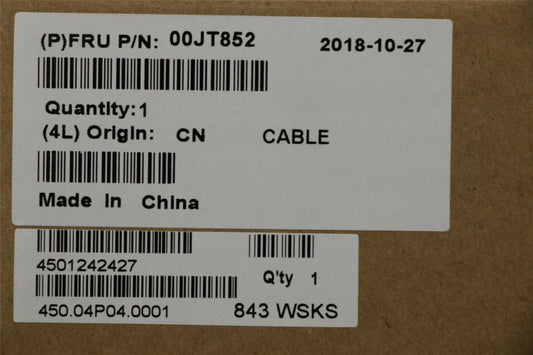 (P)FRU P/N: 00JT852 2018-10-27
Quantity:1
(4L) Origin: CN CABLE
Made In China
4501242427
Q'ty 1
450.04P04.0001 843 WSKS